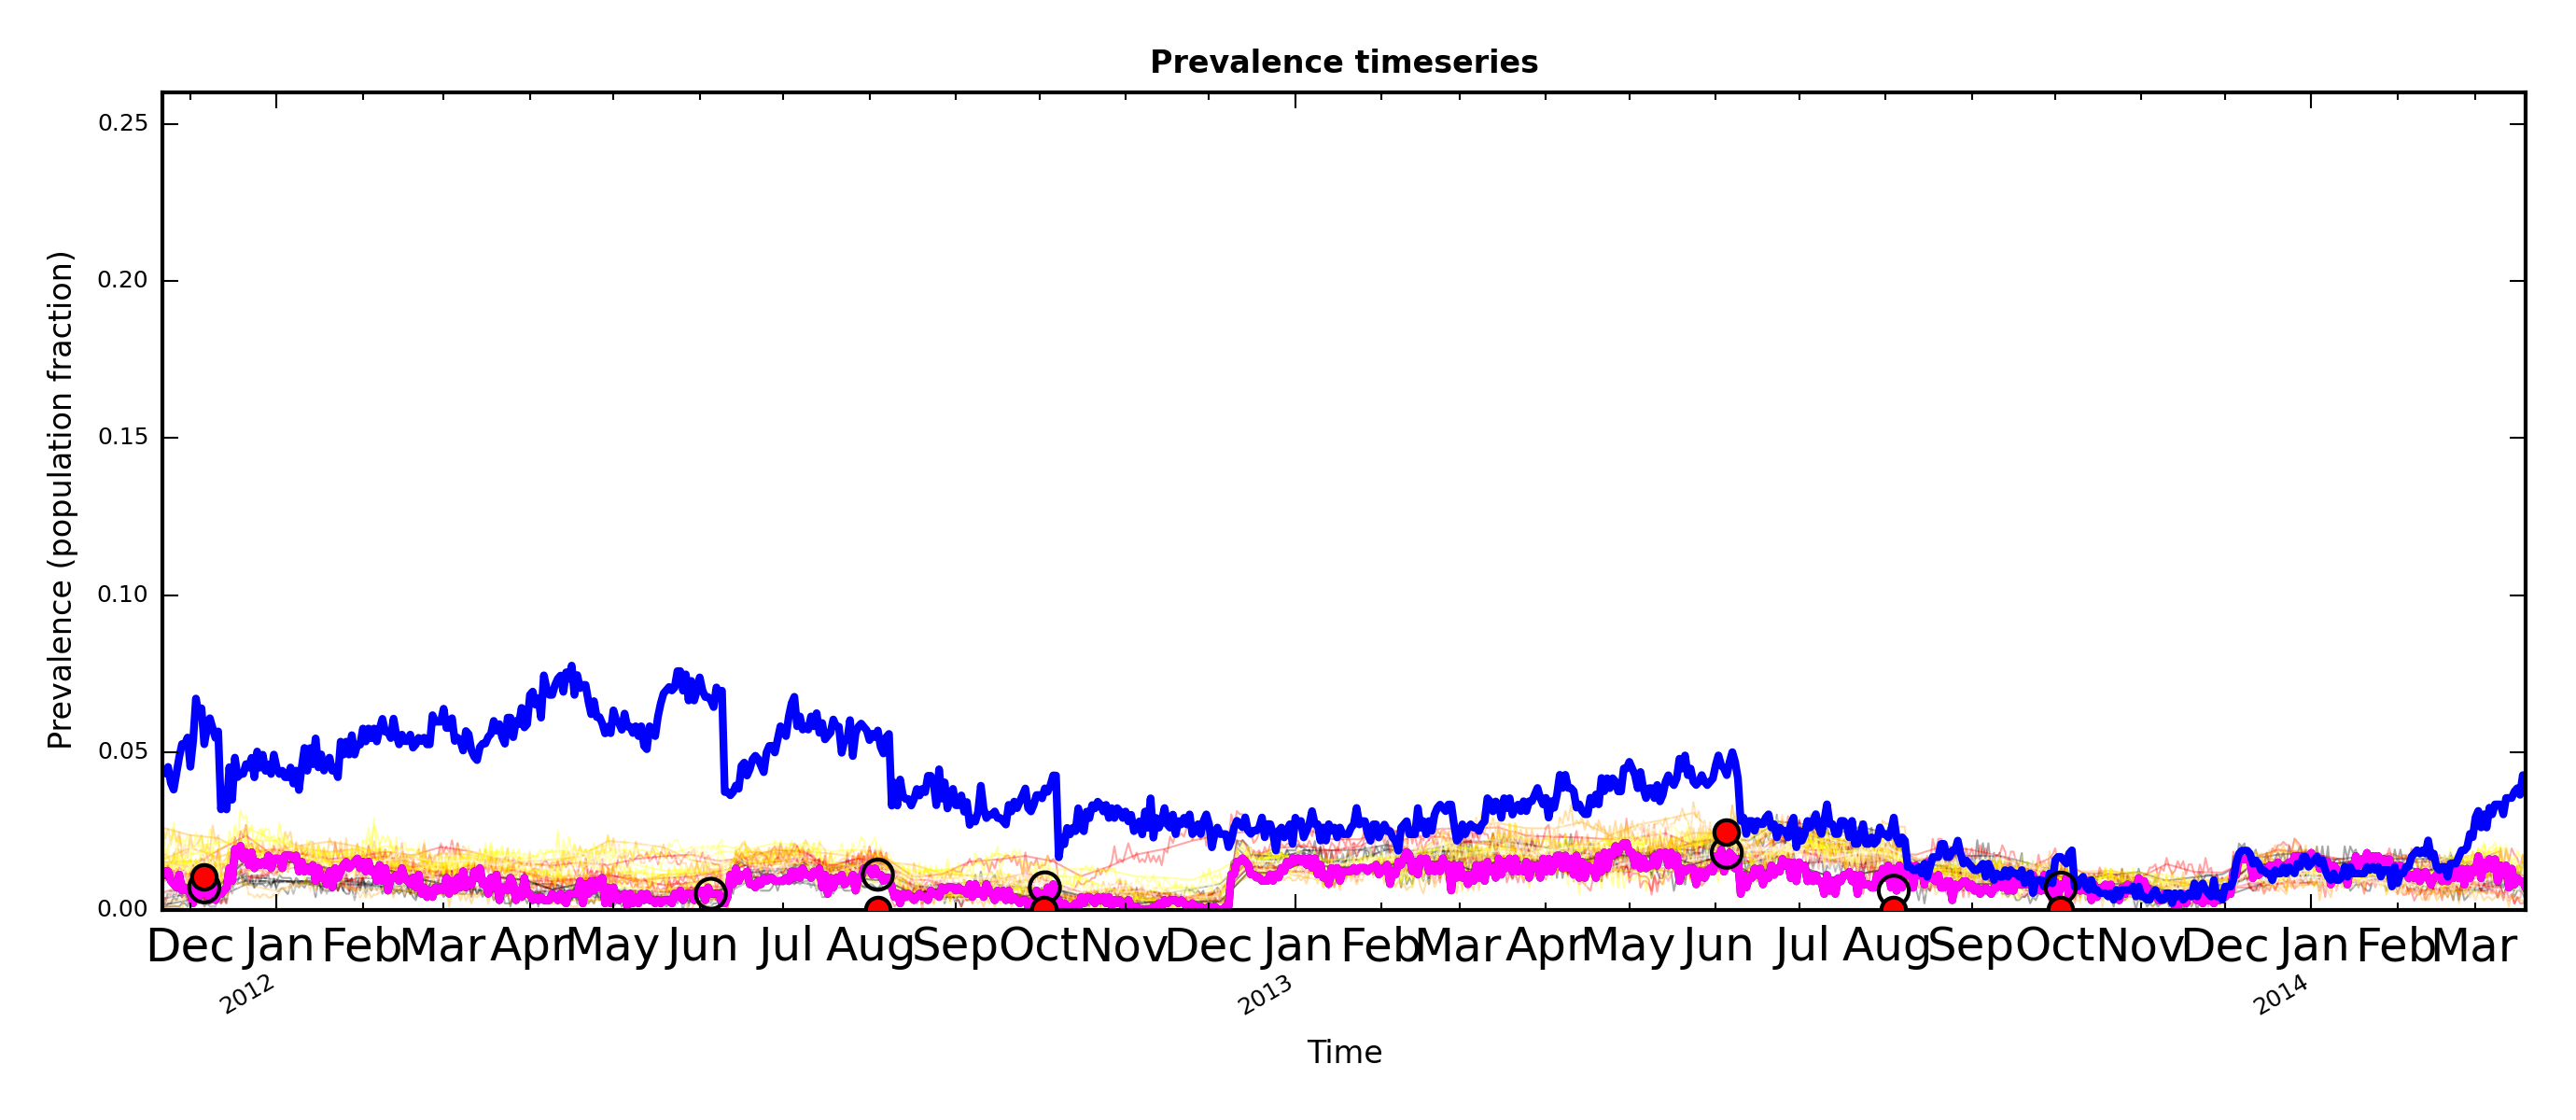 Prevalence timeseries
0.25
0.20
0.15
0.10
0.05
0.00
Prevalence (population fraction)
Dec Jan Feb Mar Apr May Jun Jul Aug Sep Oct Nov Dec Jan Feb Mar Apr May Jun Jul Aug Sep Oct Nov Dec Jan Feb Mar
2012 2013 2014
Time